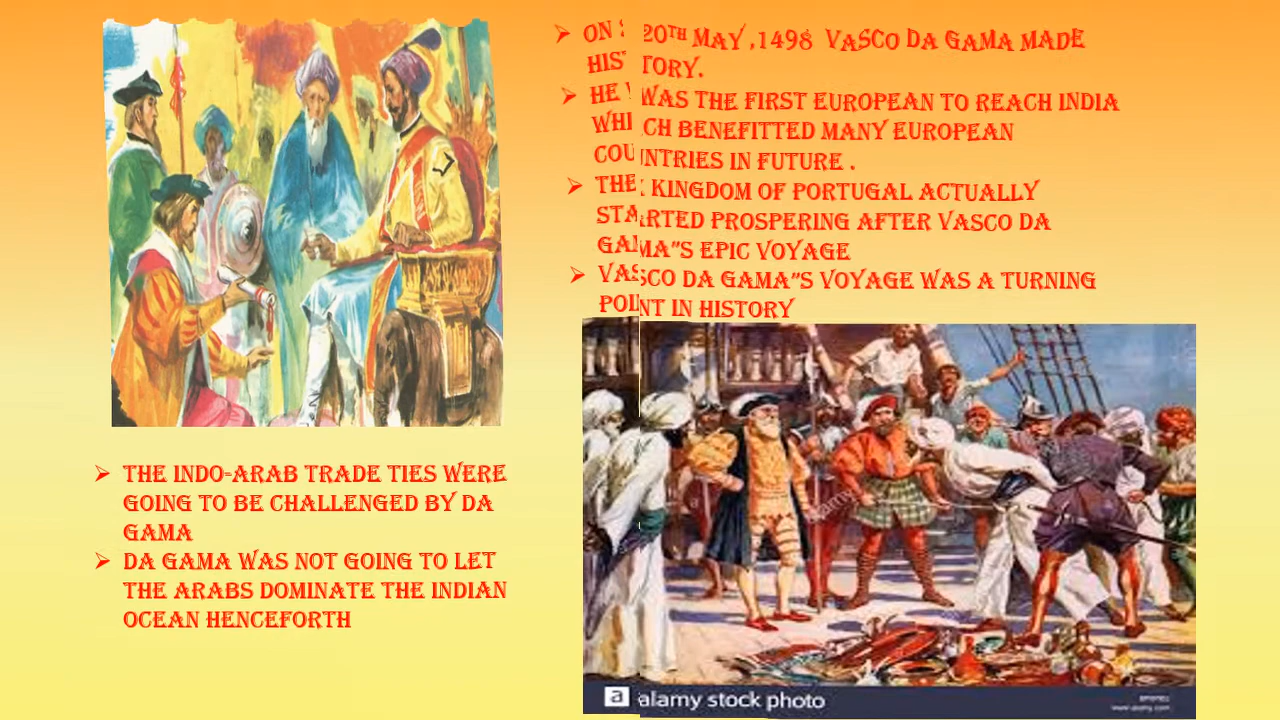 ON 20TH MAY ,1498 VASCO DA GAMA MADE
HISTORY.
HE WAS THE FIRST EUROPEAN TO REACH INDIA
WHICH BENEFITTED MANY EUROPEAN
COUNTRIES IN FUTURE .
THE KINGDOM OF PORTUGAL ACTUALLY
STARTED PROSPERING AFTER VASCO DA
GAMA"S EPIC VOYAGE
VASCO DA GAMA"S VOYAGE WAS A TURNING
POINT IN HISTORY
THE INDO-ARAB TRADE TIES WERE
GOING TO BE CHALLENGED BY DA
GAMA
DA GAMA WAS NOT GOING TO LET
THE ARABS DOMINATE THE INDIAN
OCEAN HENCEFORTH
a alamy stock photo
www.alamy.com